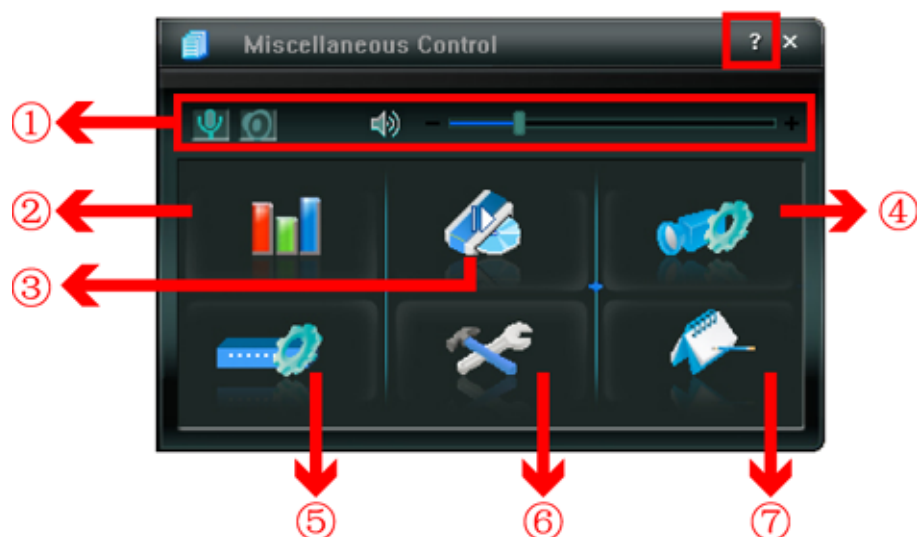 Miscellaneous Control ? ×
①
− +
②
④
③
⑤ ⑥ ⑦